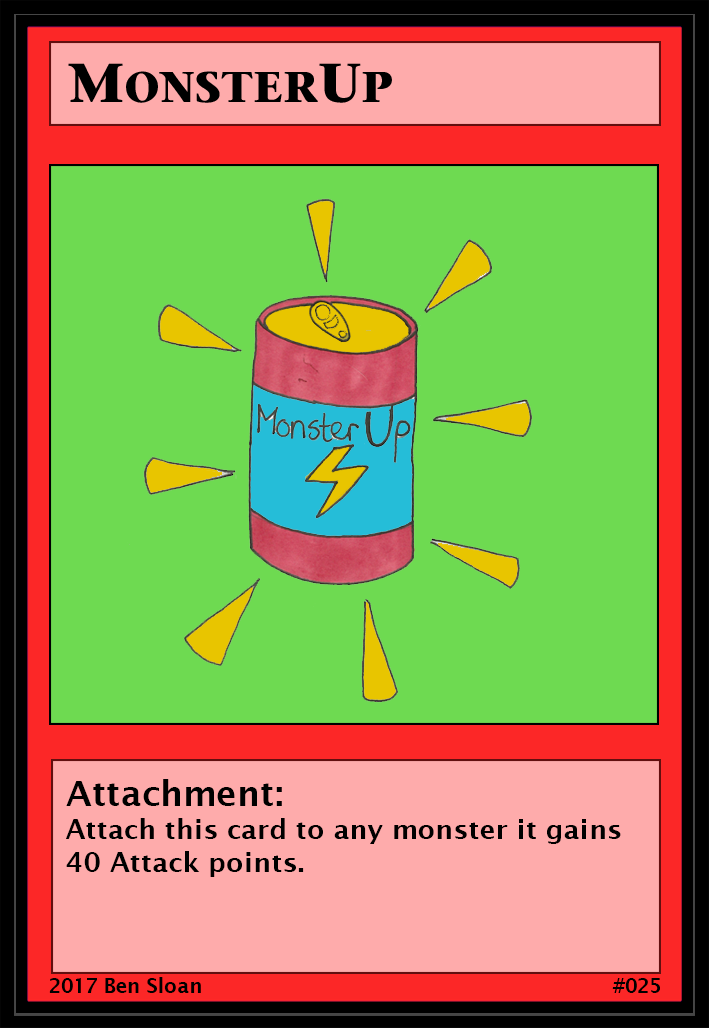 MonsterUp
Monster Up
Attachment:
Attach this card to any monster it gains
40 Attack points.
2017 Ben Sloan
#025